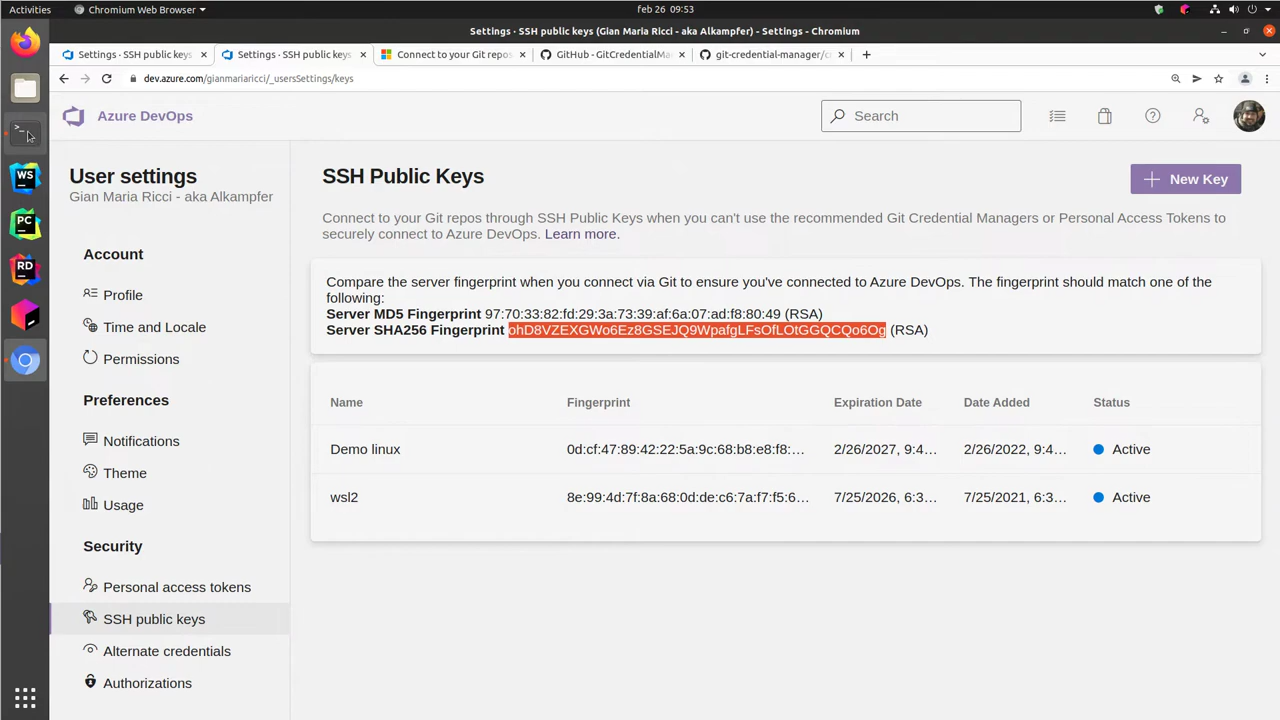 Activities
Chromium Web Browser
feb 26 09:53
Settings · SSH public keys (Gian Maria Ricci - aka Alkampfer) - Settings - Chromium
Settings · SSH public keys
Settings · SSH public keys
Connect to your Git repos
GitHub - GitCredentialMa
git-credential-manager/
dev.azure.com/gianmariaricci/_usersSettings/keys
Azure DevOps
Search
User settings
Gian Maria Ricci - aka Alkampfer
Account
Profile
Time and Locale
Permissions
Preferences
Notifications
Theme
Usage
Security
Personal access tokens
SSH public keys
Alternate credentials
Authorizations
SSH Public Keys
New Key
Connect to your Git repos through SSH Public Keys when you can't use the recommended Git Credential Managers or Personal Access Tokens to
securely connect to Azure DevOps. Learn more.
Compare the server fingerprint when you connect via Git to ensure you've connected to Azure DevOps. The fingerprint should match one of the
following:
Server MD5 Fingerprint 97:70:33:82:fd:29:3a:73:39:af:6a:07:ad:f8:80:49 (RSA)
Server SHA256 Fingerprint ohD8VZEXGWo6Ez8GSEJQ9WpafgLFsOfLOtGGQCQo6Og (RSA)
Name Fingerprint Expiration Date Date Added Status
Demo linux 0d:cf:47:89:42:22:5a:9c:68:b8:e8:f8:… 2/26/2027, 9:4… 2/26/2022, 9:4… Active
wsl2 8e:99:4d:7f:8a:68:0d:de:c6:7a:f7:f5:6… 7/25/2026, 6:3… 7/25/2021, 6:3… Active
WS
PC
RD